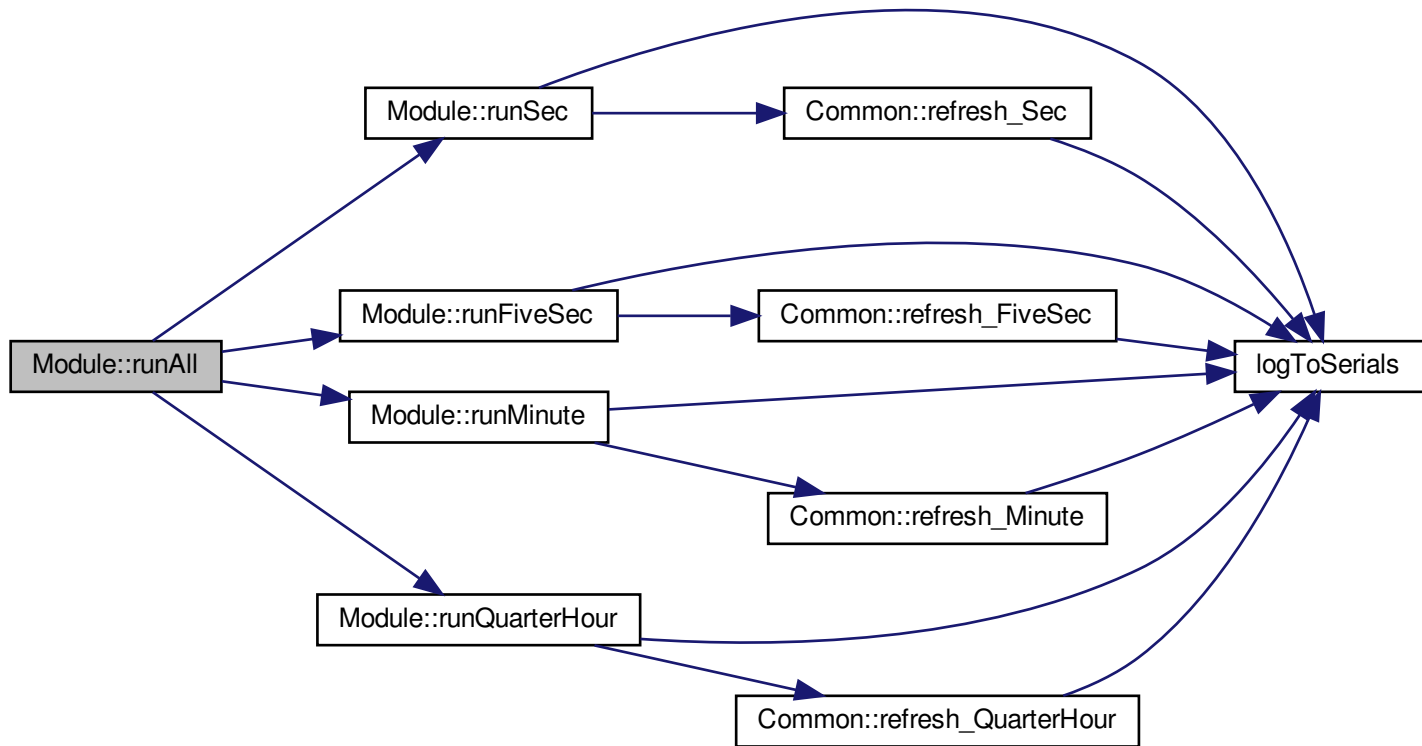 Module::runAll
Module::runSec
Common::refresh_Sec
Module::runFiveSec
Common::refresh_FiveSec
logToSerials
Module::runMinute
Common::refresh_Minute
Module::runQuarterHour
Common::refresh_QuarterHour